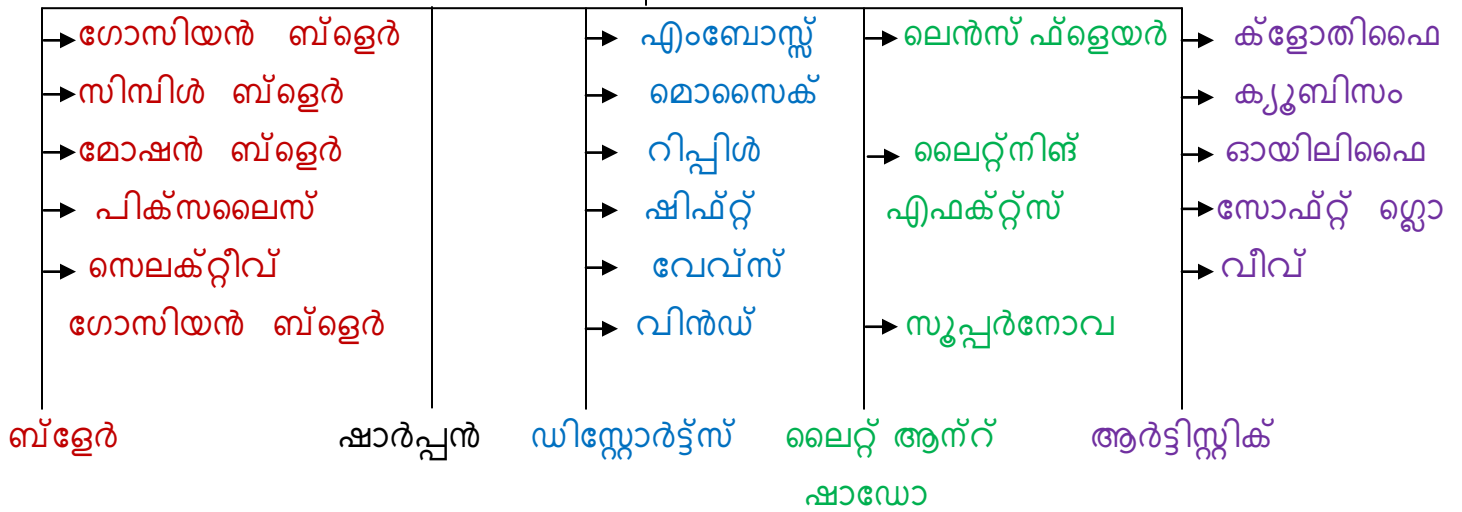 ഗോസിയൻ ബ്ളെർ
സിമ്പിൾ ബ്ളെർ
മോഷൻ ബ്ളെർ
പിക്സലൈസ്
സെലക്റ്റീവ്
ഗോസിയൻ ബ്ളെർ
ബ്ളേർ
ഷാർപ്പൻ
എംബോസ്സ്
മൊസൈക്
റിപ്പിൾ
ഷിഫ്റ്റ്
വേവ്സ്
വിൻഡ്
ഡിസ്റ്റോർട്ട്സ്
ലെൻസ് ഫ്ളെയർ
ലൈറ്റ്നിങ്
എഫക്റ്റ്സ്
സൂപ്പർനോവ
ലൈറ്റ് ആന്റ്
ഷാഡോ
ക്ളോതിഫൈ
ക്യൂബിസം
ഓയിലിഫൈ
സോഫ്റ്റ് ഗ്ലൊ
വീവ്
ആർട്ടിസ്റ്റിക്